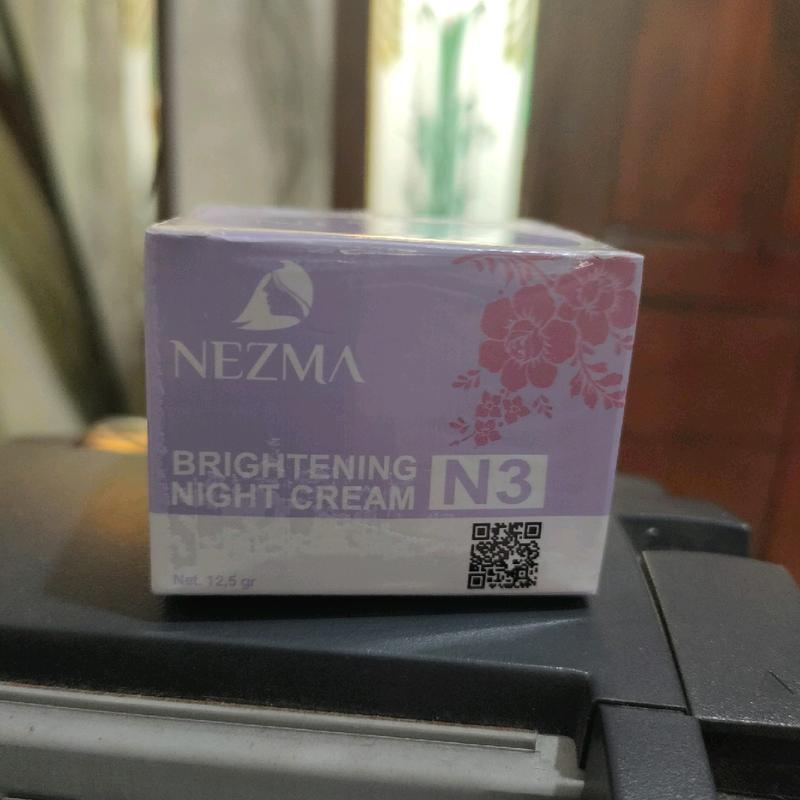 NEZMA
BRIGHTENING
NIGHT CREAM
N3
Net. 12,5 gr